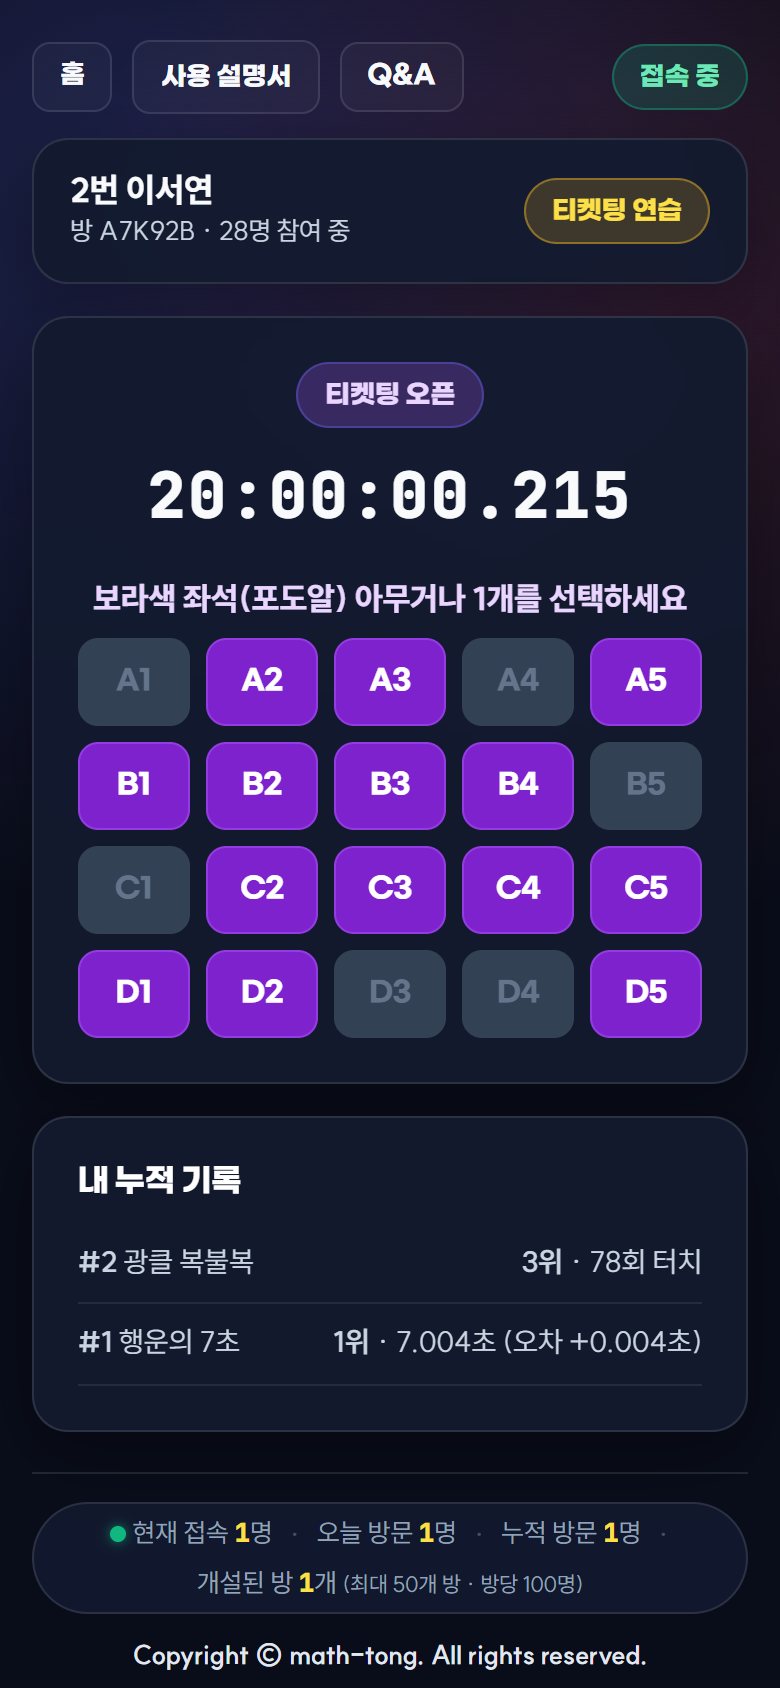 홈 사용 설명서 Q&A 접속 중
2번 이서연
방 A7K92B · 28명 참여 중
티켓팅 연습
티켓팅 오픈
20:00:00.215
보라색 좌석(포도알) 아무거나 1개를 선택하세요
A1 A2 A3 A4 A5
B1 B2 B3 B4 B5
C1 C2 C3 C4 C5
D1 D2 D3 D4 D5
내 누적 기록
#2 광클 복불복 3위 · 78회 터치
#1 행운의 7초 1위 · 7.004초 (오차 +0.004초)
현재 접속 1명 · 오늘 방문 1명 · 누적 방문 1명 ·
개설된 방 1개 (최대 50개 방 · 방당 100명)
Copyright © math-tong. All rights reserved.